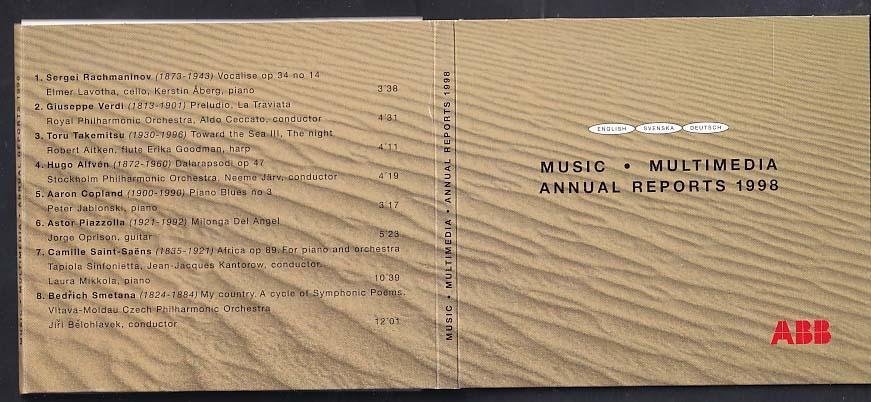 1. Sergei Rachmaninov (1873-1943) Vocalise op 34 no 14
Elmer Lavotha, cello, Kerstin Åberg, piano 3'38
2. Giuseppe Verdi (1813-1901) Preludio, La Traviata
Royal Philharmonic Orchestra, Aldo Ceccato, conductor 4'31
3. Toru Takemitsu (1930-1996) Toward the Sea III, The night
Robert Aitken, flute Erika Goodman, harp 4'11
4. Hugo Alfvén (1872-1960) Dalarapsodi op 47
Stockholm Philharmonic Orchestra, Neeme Järv, conductor 4'19
5. Aaron Copland (1900-1990) Piano Blues no 3
Peter Jablonski, piano 3'17
6. Astor Piazzolla (1921-1992) Milonga Del Angel
Jorge Oprison, guitar 5'23
7. Camille Saint-Saëns (1835-1921) Africa op 89. For piano and orchestra
Tapiola Sinfonietta, Jean-Jacques Kantorow, conductor.
Laura Mikkola, piano 10'39
8. Bedřich Smetana (1824-1884) My country. A cycle of Symphonic Poems.
Vltava-Moldau Czech Philharmonic Orchestra
Jiří Bělohlavek, conductor 12'01
MUSIC • MULTIMEDIA • ANNUAL REPORTS 1998
MUSIC • MULTIMEDIA • ANNUAL REPORTS 1998
ENGLISH SVENSKA DEUTSCH
MUSIC • MULTIMEDIA
ANNUAL REPORTS 1998
ABB